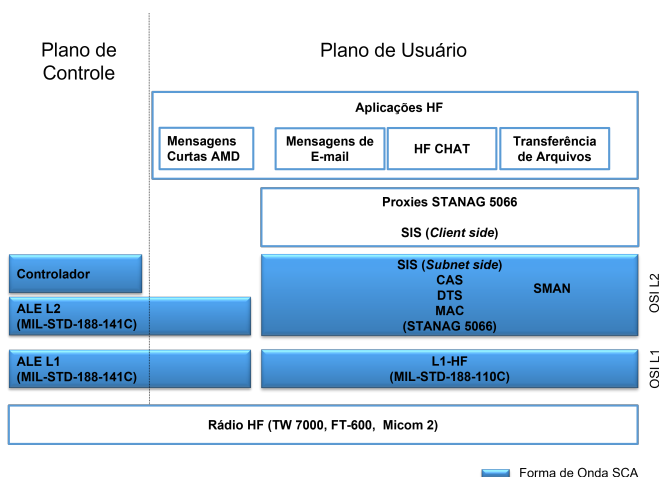 Plano de
Controle
Plano de Usuário
Aplicações HF
Mensagens
Curtas AMD
Mensagens de
E-mail
HF CHAT
Transferência
de Arquivos
Proxies STANAG 5066
SIS (Client side)
Controlador
SIS (Subnet side)
CAS
DTS
MAC
(STANAG 5066)
SMAN
OSI L2
ALE L2
(MIL-STD-188-141C)
ALE L1
(MIL-STD-188-141C)
L1-HF
(MIL-STD-188-110C)
OSI L1
Rádio HF (TW 7000, FT-600, Micom 2)
Forma de Onda SCA